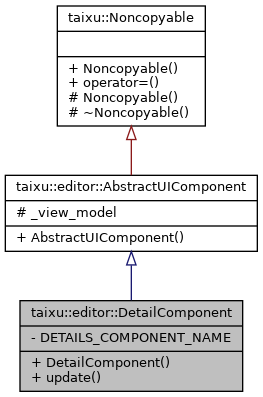 taixu::Noncopyable
+ Noncopyable()
+ operator=()
# Noncopyable()
# ~Noncopyable()
taixu::editor::AbstractUIComponent
# _view_model
+ AbstractUIComponent()
taixu::editor::DetailComponent
- DETAILS_COMPONENT_NAME
+ DetailComponent()
+ update()